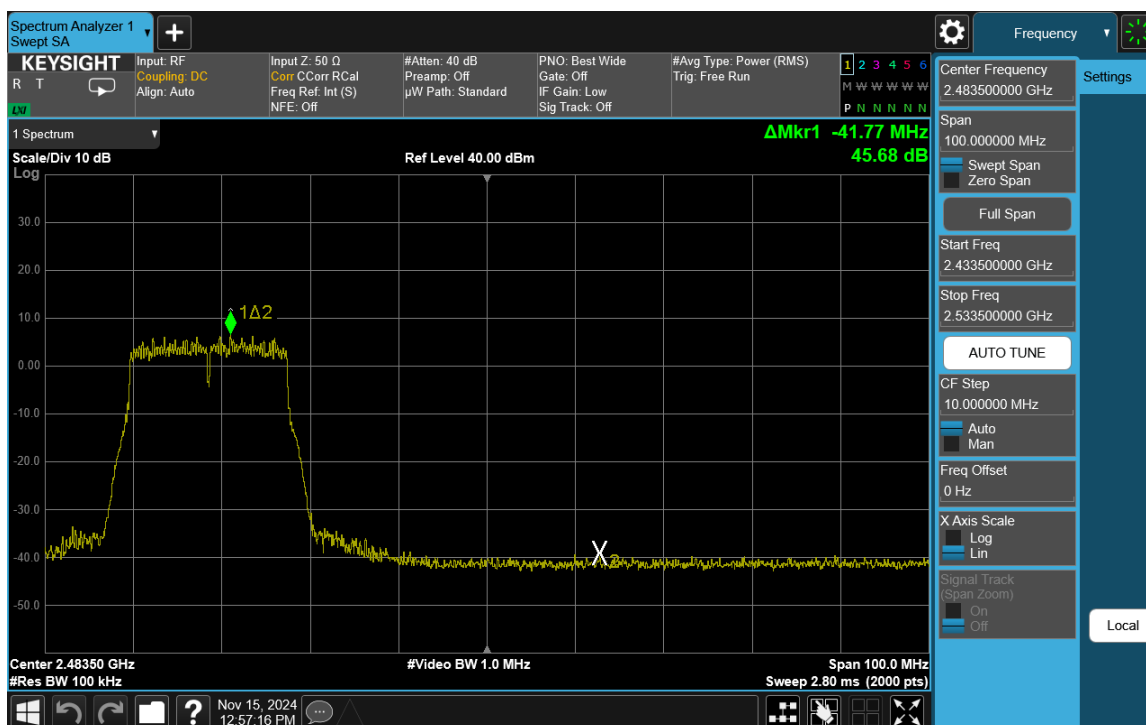 Spectrum Analyzer 1
Swept SA
+
Frequency
KEYSIGHT
R T
LXI
Input: RF
Coupling: DC
Align: Auto
Input Z: 50 Ω
Corr CCorr RCal
Freq Ref: Int (S)
NFE: Off
#Atten: 40 dB
Preamp: Off
µW Path: Standard
PNO: Best Wide
Gate: Off
IF Gain: Low
Sig Track: Off
#Avg Type: Power (RMS)
Trig: Free Run
1 2 3 4 5 6
M W W W W W
P N N N N N
1 Spectrum
Scale/Div 10 dB
Log
Ref Level 40.00 dBm
ΔMkr1 -41.77 MHz
45.68 dB
30.0
20.0
10.0
0.00
-10.0
-20.0
-30.0
-40.0
-50.0
1Δ2
X2
Center 2.48350 GHz
#Res BW 100 kHz
#Video BW 1.0 MHz
Span 100.0 MHz
Sweep 2.80 ms (2000 pts)
Center Frequency
2.483500000 GHz
Settings
Span
100.000000 MHz
Swept Span
Zero Span
Full Span
Start Freq
2.433500000 GHz
Stop Freq
2.533500000 GHz
AUTO TUNE
CF Step
10.000000 MHz
Auto
Man
Freq Offset
0 Hz
X Axis Scale
Log
Lin
Signal Track
(Span Zoom)
On
Off
Local
?
Nov 15, 2024
12:57:16 PM